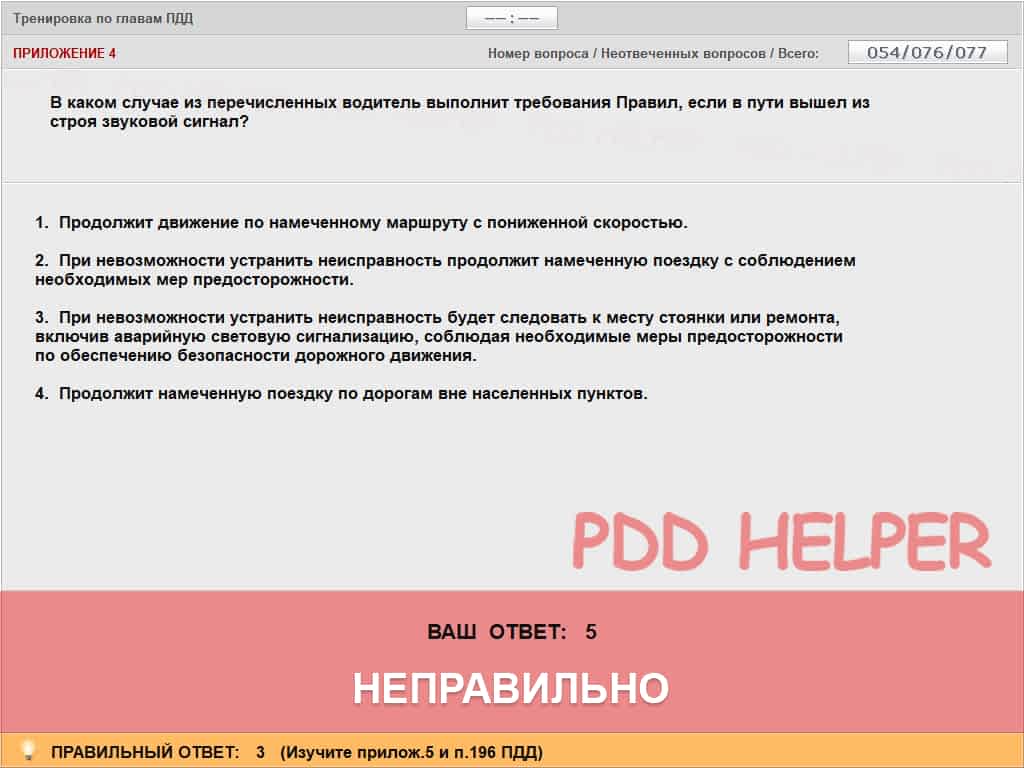 Тренировка по главам ПДД
−− : −−
ПРИЛОЖЕНИЕ 4
Номер вопроса / Неотвеченных вопросов / Всего:
054/076/077
В каком случае из перечисленных водитель выполнит требования Правил, если в пути вышел из
строя звуковой сигнал?
1. Продолжит движение по намеченному маршруту с пониженной скоростью.
2. При невозможности устранить неисправность продолжит намеченную поездку с соблюдением
необходимых мер предосторожности.
3. При невозможности устранить неисправность будет следовать к месту стоянки или ремонта,
включив аварийную световую сигнализацию, соблюдая необходимые меры предосторожности
по обеспечению безопасности дорожного движения.
4. Продолжит намеченную поездку по дорогам вне населенных пунктов.
PDD HELPER
ВАШ ОТВЕТ: 5
НЕПРАВИЛЬНО
ПРАВИЛЬНЫЙ ОТВЕТ: 3 (Изучите прилож.5 и п.196 ПДД)